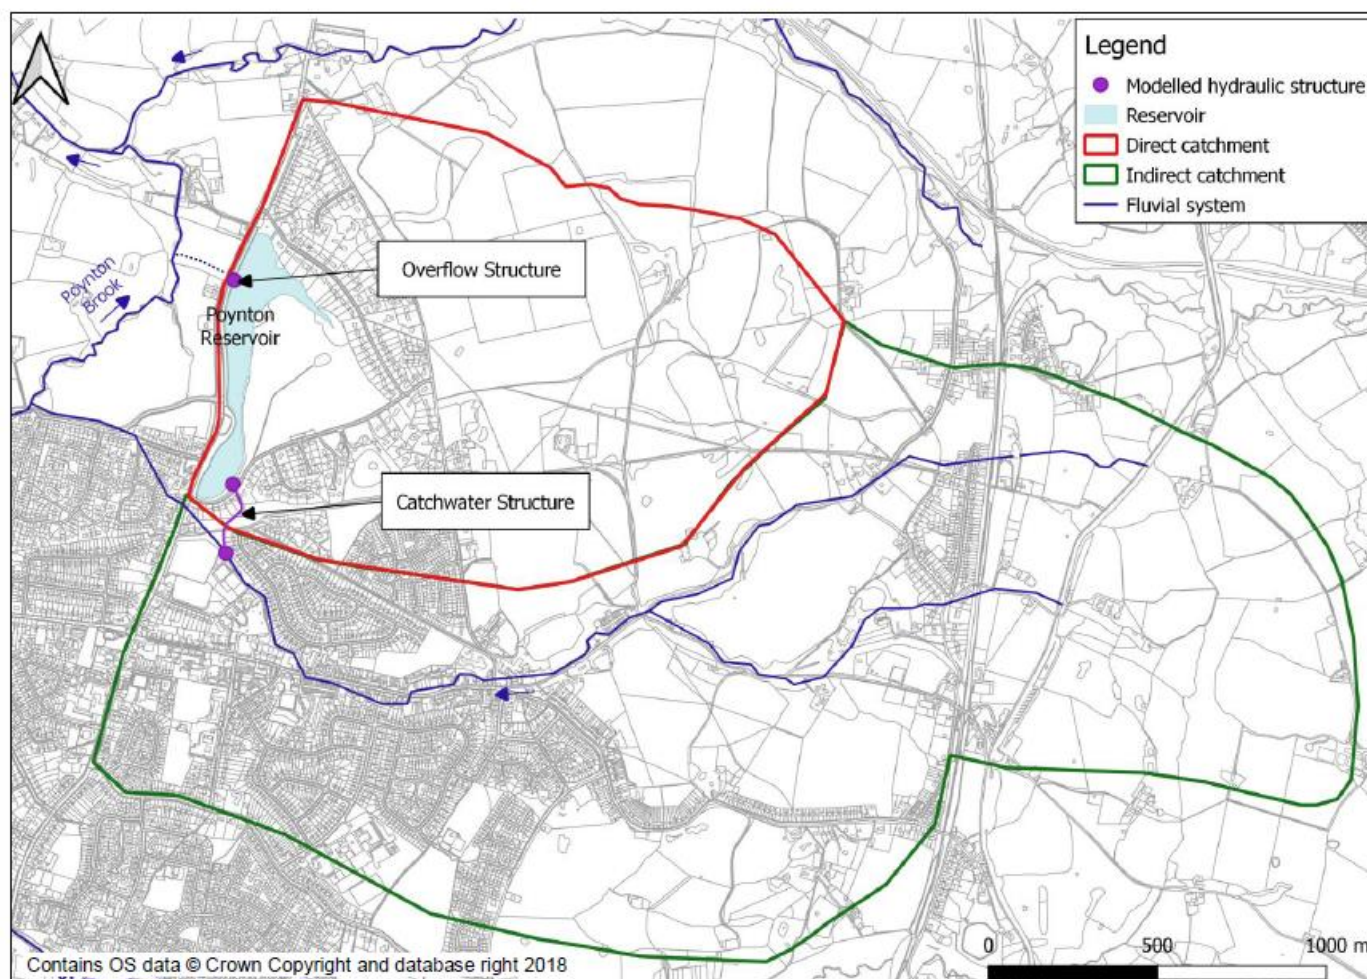 Legend
Modelled hydraulic structure
Reservoir
Direct catchment
Indirect catchment
Fluvial system
Overflow Structure
Poynton
Brook
Poynton
Reservoir
Catchwater Structure
0 500 1000 m
Contains OS data © Crown Copyright and database right 2018